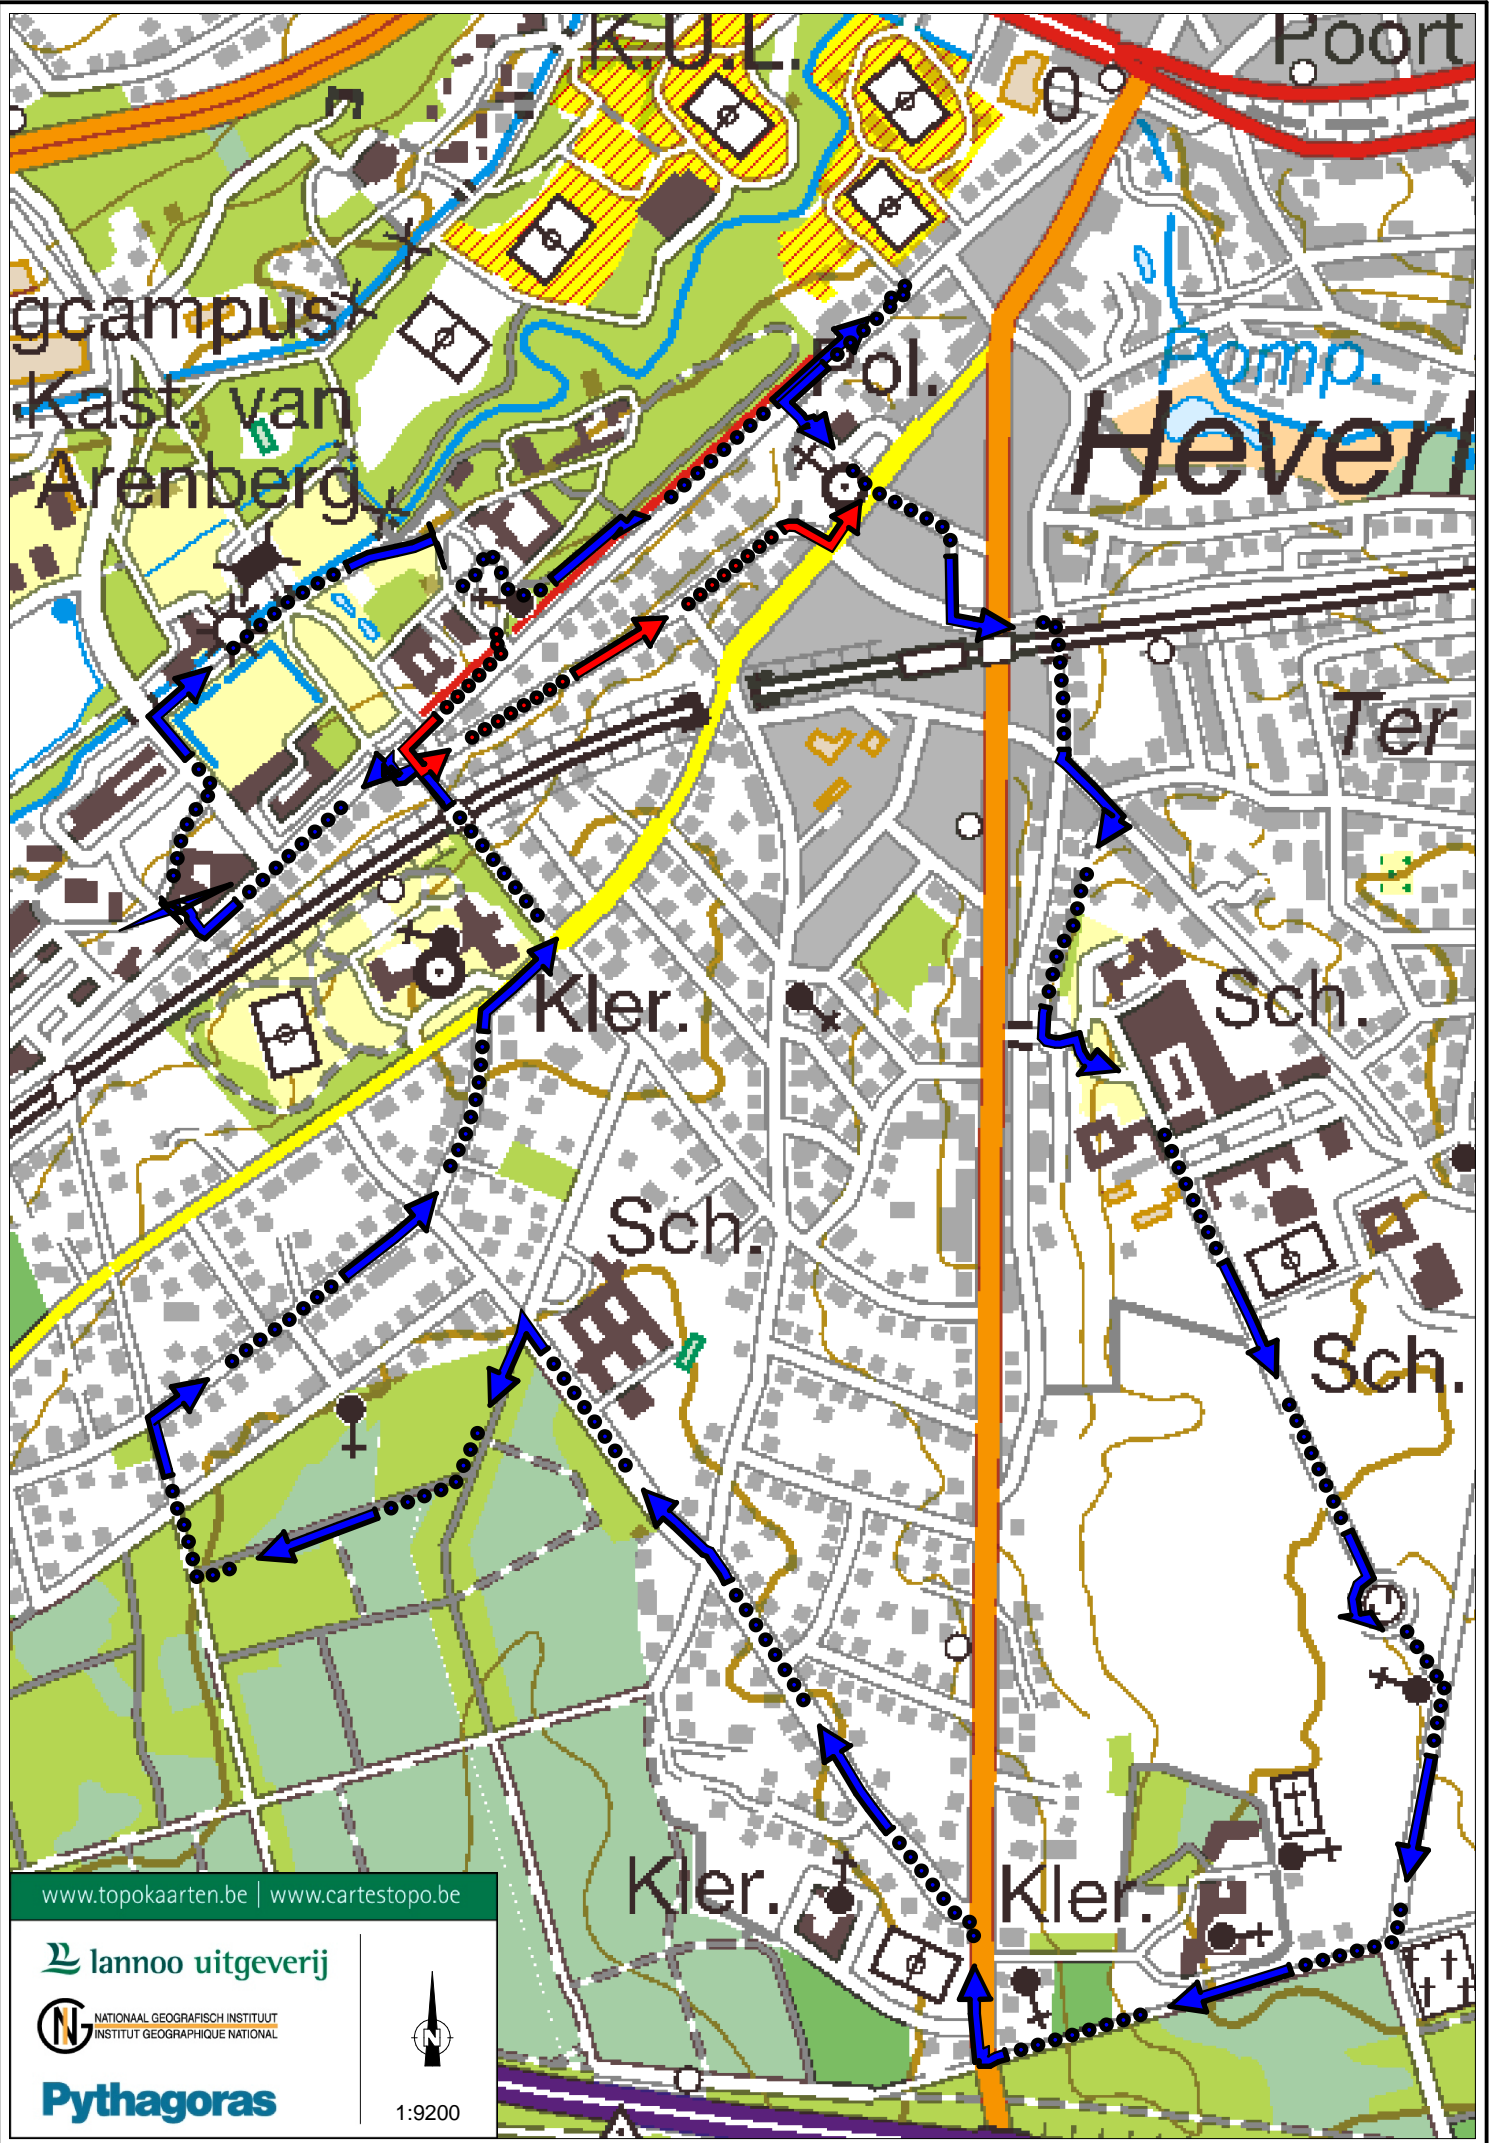 K.U.L.
Poort
gcampus
Kast. van
Arenberg
Pol.
Pomp.
Heverl
Ter
Kler.
Sch.
Sch.
Sch.
Kler.
Kler.
www.topokaarten.be | www.cartestopo.be
lannoo uitgeverij
NGI
NATIONAAL GEOGRAFISCH INSTITUUT
INSTITUT GEOGRAPHIQUE NATIONAL
N
Pythagoras
1:9200